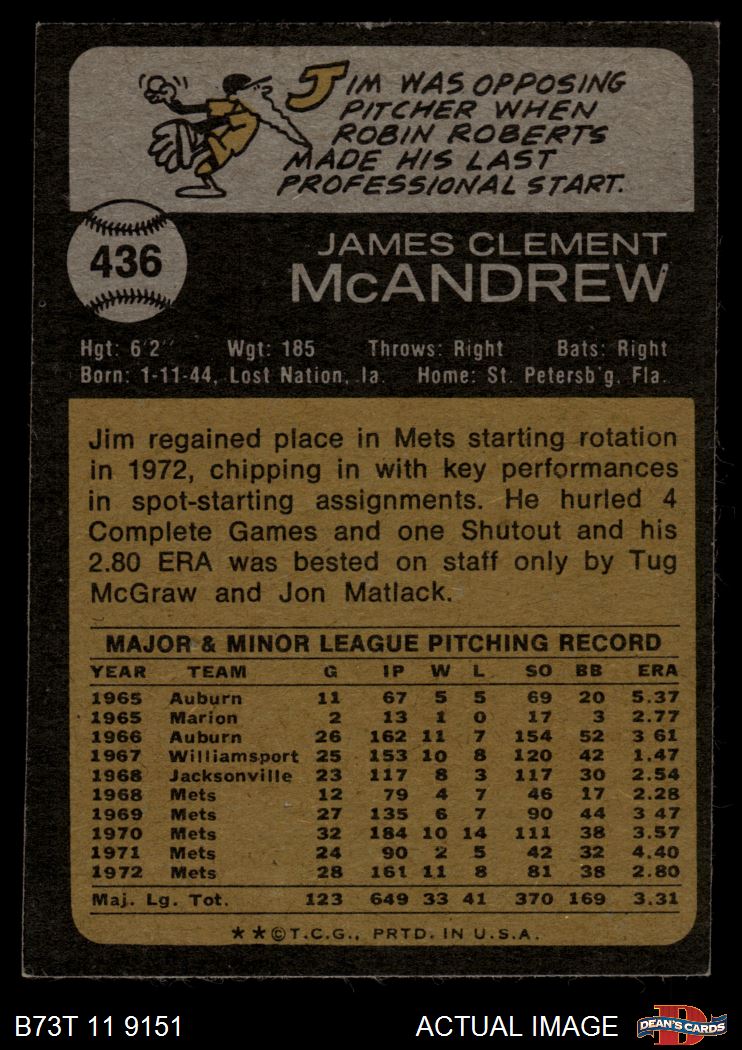 JIM WAS OPPOSING
PITCHER WHEN
ROBIN ROBERTS
MADE HIS LAST
PROFESSIONAL START.
436
JAMES CLEMENT
McANDREW
Hgt: 6'2" Wgt: 185 Throws: Right Bats: Right
Born: 1-11-44, Lost Nation, Ia. Home: St. Petersb'g, Fla.
Jim regained place in Mets starting rotation
in 1972, chipping in with key performances
in spot-starting assignments. He hurled 4
Complete Games and one Shutout and his
2.80 ERA was bested on staff only by Tug
McGraw and Jon Matlack.
MAJOR & MINOR LEAGUE PITCHING RECORD
YEAR TEAM G IP W L SO BB ERA
1965 Auburn 11 67 5 5 69 20 5.37
1965 Marion 2 13 1 0 17 3 2.77
1966 Auburn 26 162 11 7 154 52 3 61
1967 Williamsport 25 153 10 8 120 42 1.47
1968 Jacksonville 23 117 8 3 117 30 2.54
1968 Mets 12 79 4 7 46 17 2.28
1969 Mets 27 135 6 7 90 44 3 47
1970 Mets 32 184 10 14 111 38 3.57
1971 Mets 24 90 2 5 42 32 4.40
1972 Mets 28 161 11 8 81 38 2.80
Maj. Lg. Tot. 123 649 33 41 370 169 3.31
★★©T.C.G., PRTD. IN U.S.A.
B73T 11 9151 ACTUAL IMAGE
D
DEAN'S CARDS